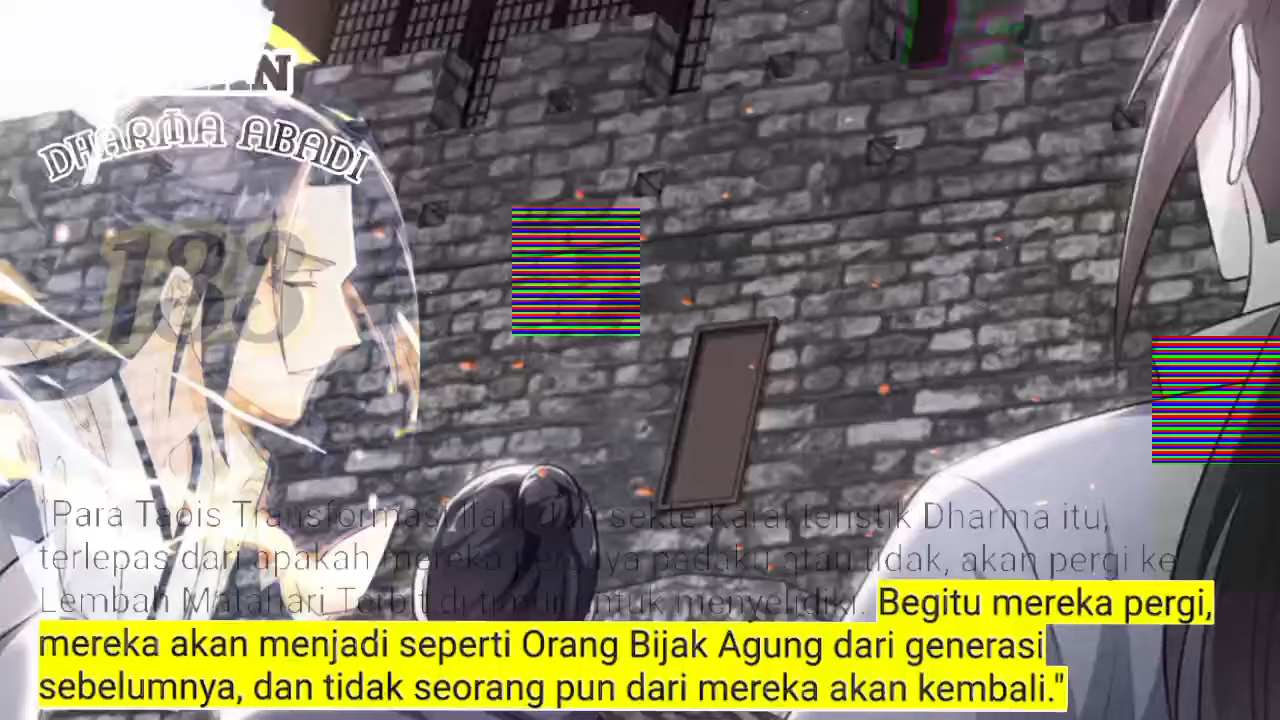 DHARMA ABADI
183
"Para Taois Transformasi Ilahi dari sekte Karakteristik Dharma itu,
terlepas dari apakah mereka percaya padaku atau tidak, akan pergi ke
Lembah Matahari Terbit di timur untuk menyelidiki. Begitu mereka pergi,
mereka akan menjadi seperti Orang Bijak Agung dari generasi
sebelumnya, dan tidak seorang pun dari mereka akan kembali."